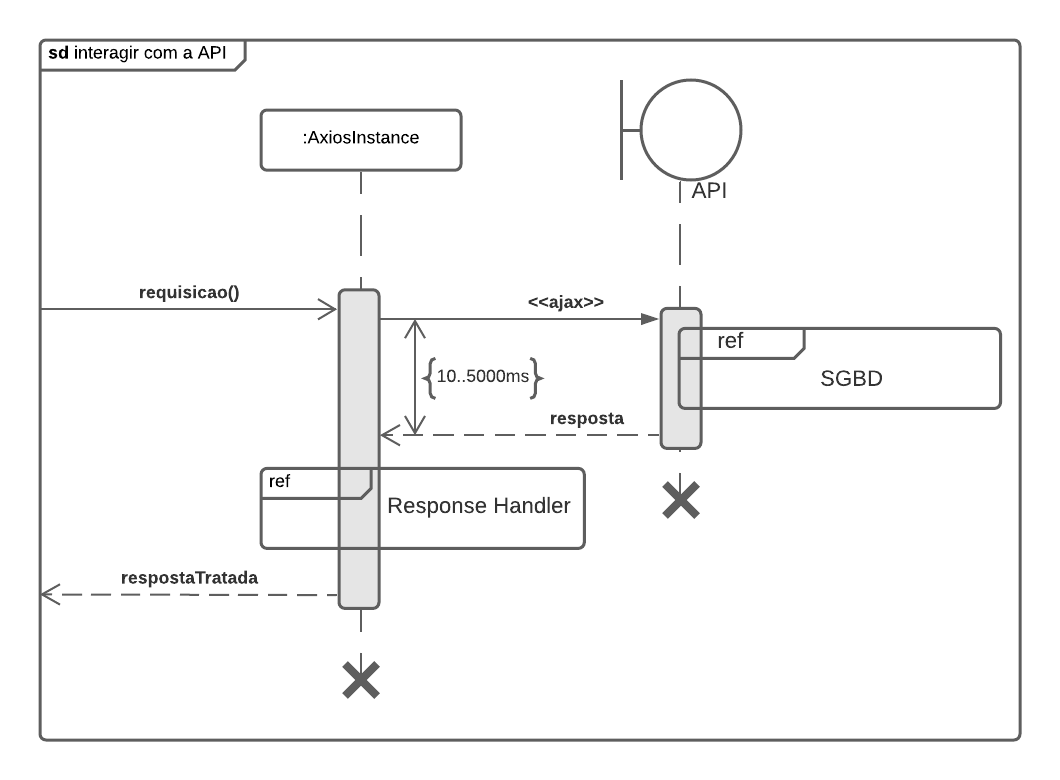 sd interagir com a API
:AxiosInstance
API
requisicao()
<<ajax>>
ref
SGBD
{10..5000ms}
resposta
ref
Response Handler
respostaTratada